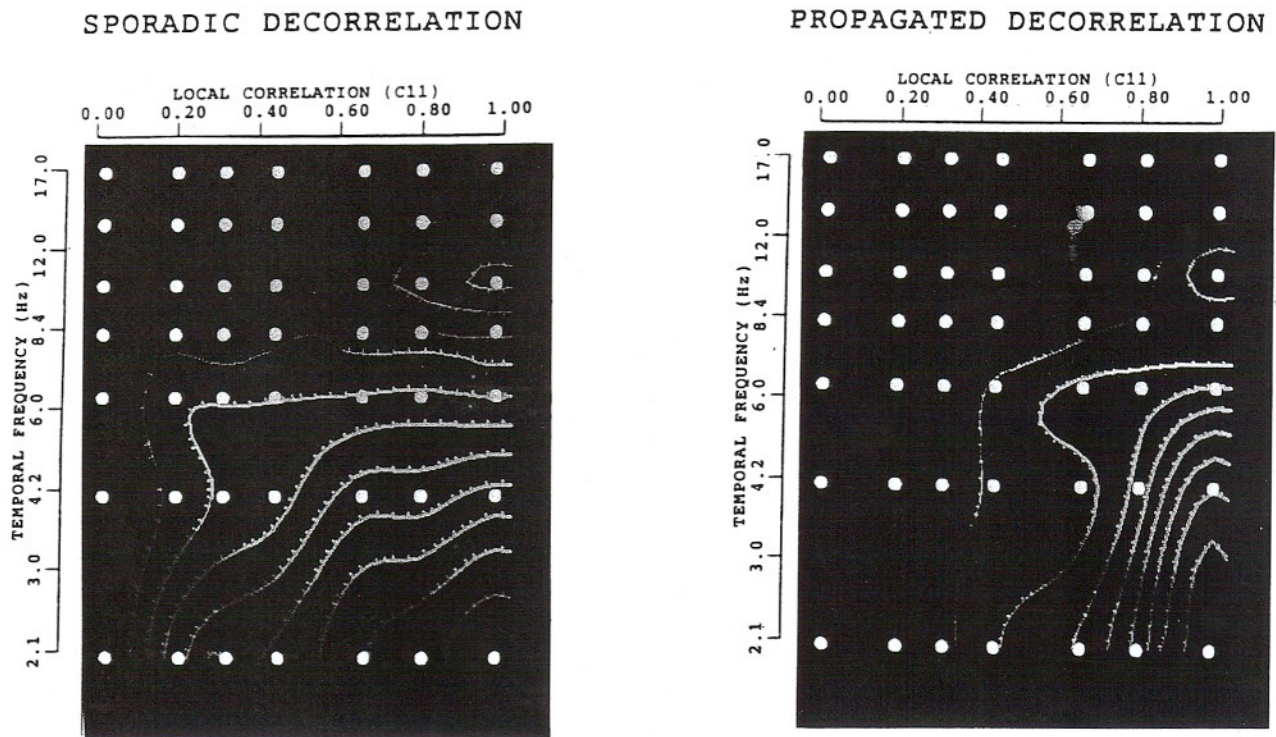 SPORADIC DECORRELATION
LOCAL CORRELATION (C11)
0.00 0.20 0.40 0.60 0.80 1.00
TEMPORAL FREQUENCY (Hz)
17.0
12.0
8.4
6.0
4.2
3.0
2.1
PROPAGATED DECORRELATION
LOCAL CORRELATION (C11)
0.00 0.20 0.40 0.60 0.80 1.00
TEMPORAL FREQUENCY (Hz)
17.0
12.0
8.4
6.0
4.2
3.0
2.1